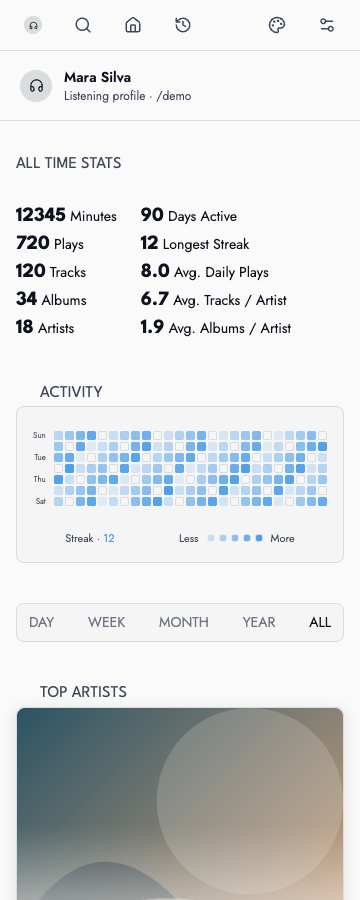 Mara Silva
Listening profile · /demo
ALL TIME STATS
12345 Minutes
90 Days Active
720 Plays
12 Longest Streak
120 Tracks
8.0 Avg. Daily Plays
34 Albums
6.7 Avg. Tracks / Artist
18 Artists
1.9 Avg. Albums / Artist
ACTIVITY
Sun
Tue
Thu
Sat
Streak · 12
Less
More
DAY WEEK MONTH YEAR ALL
TOP ARTISTS